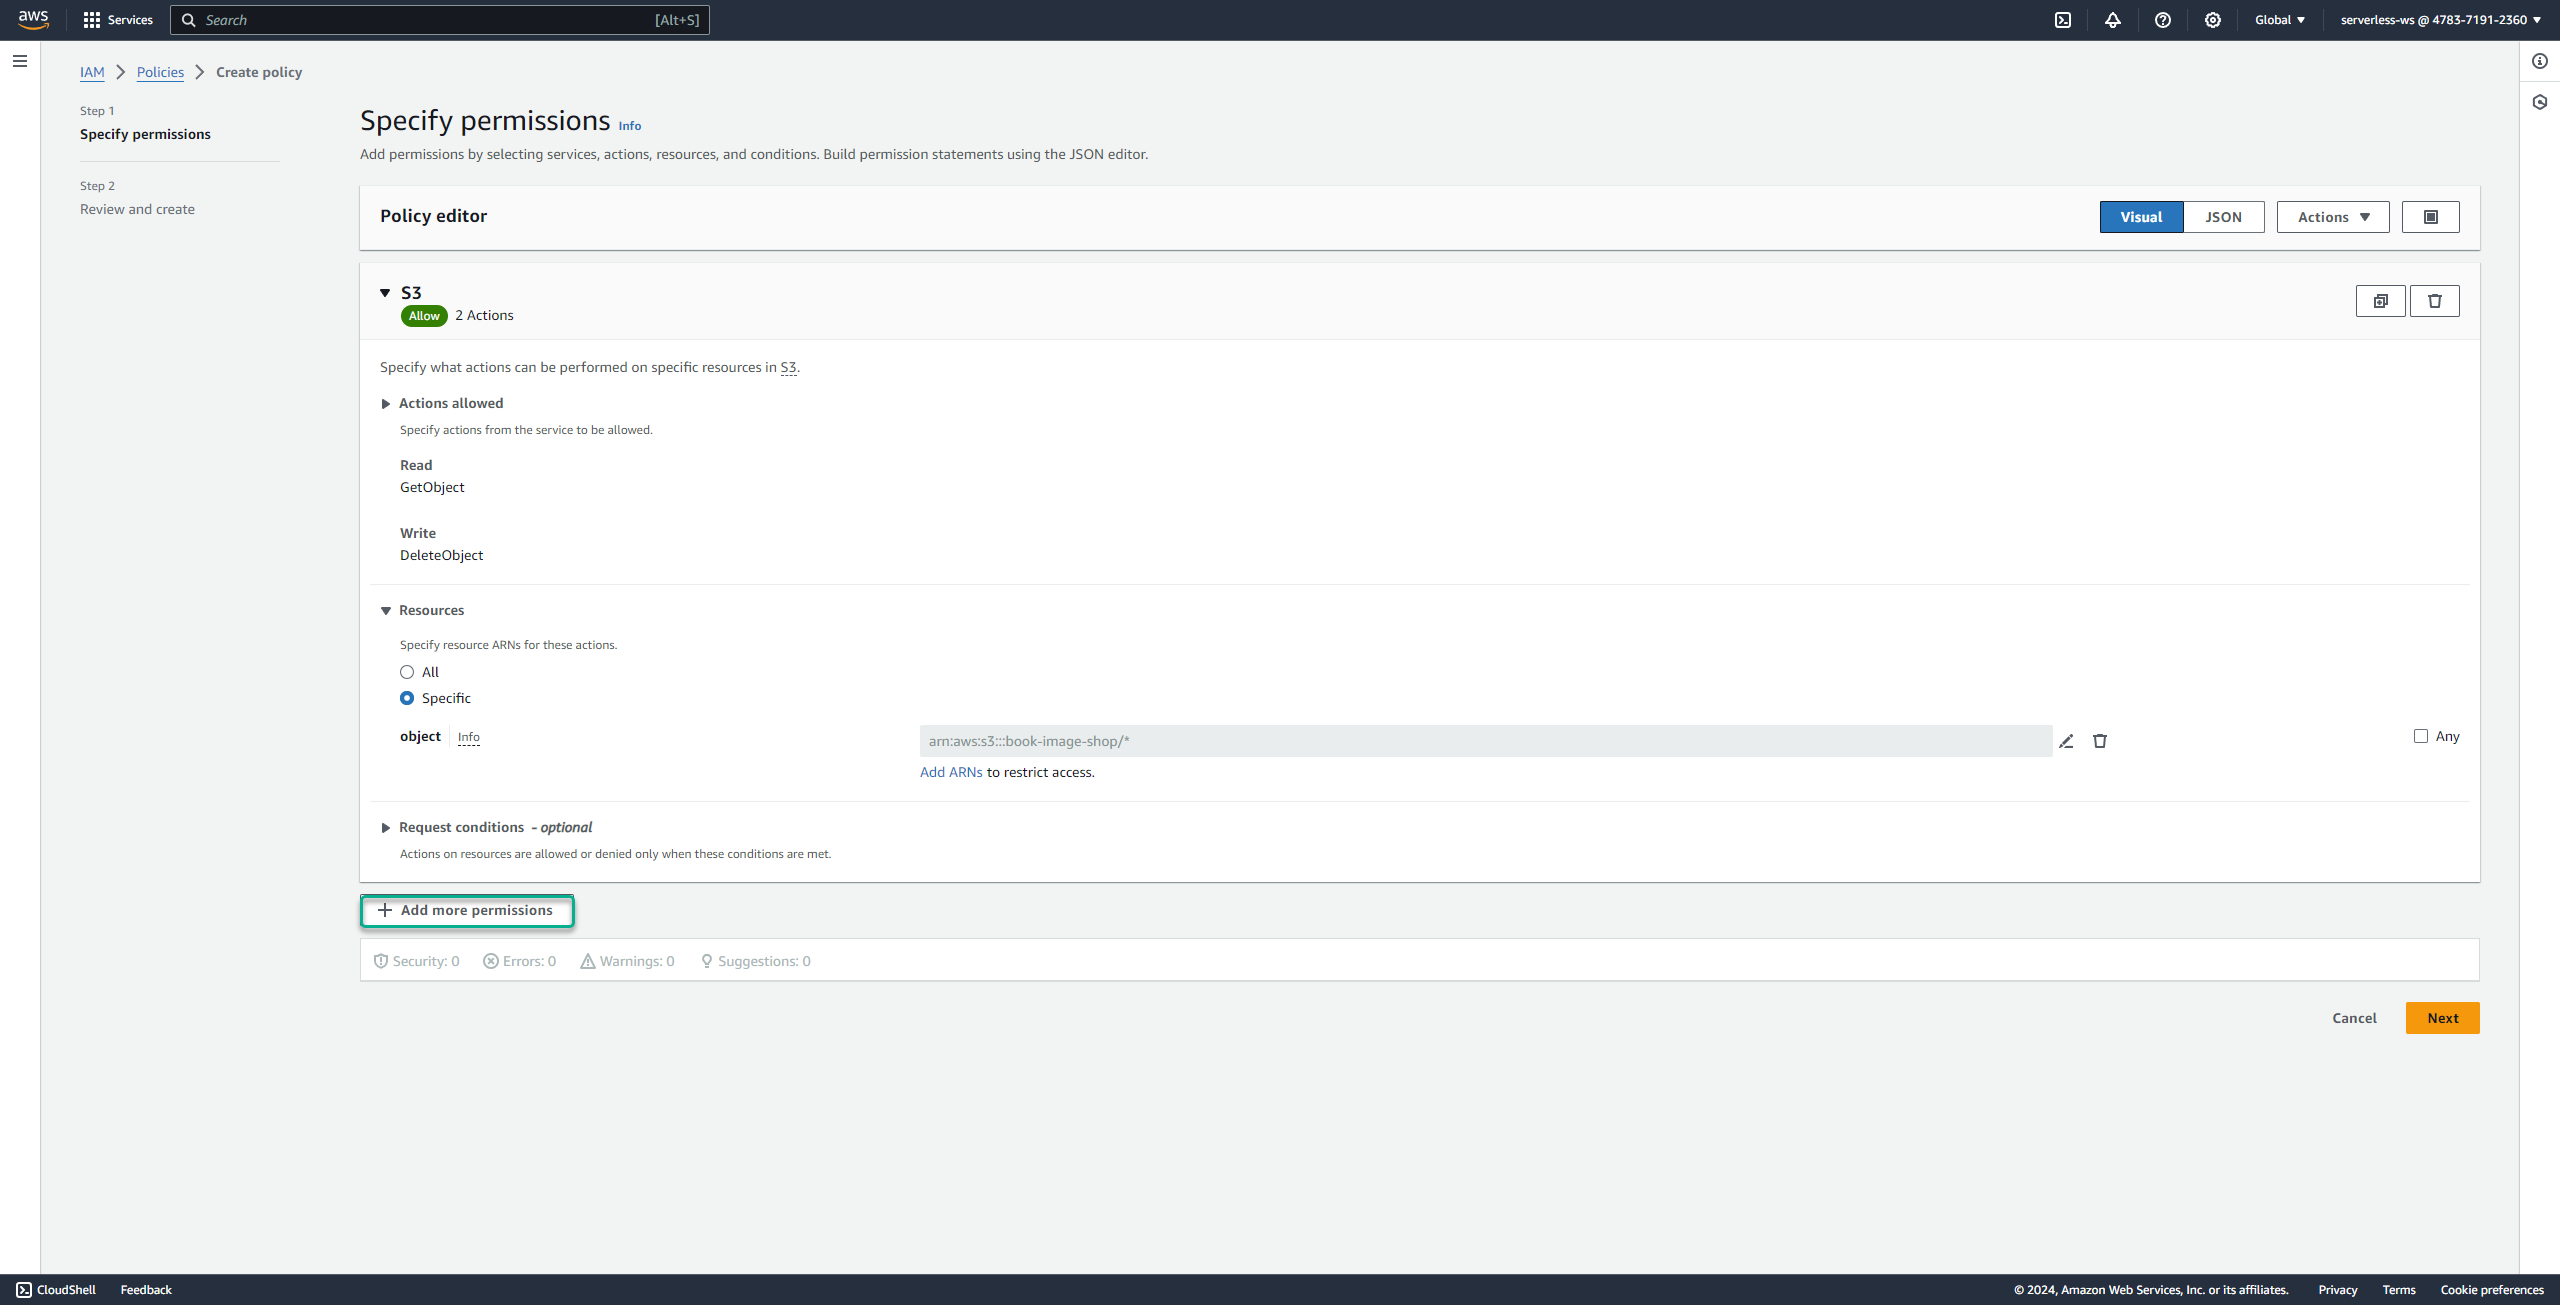 aws Services Search [Alt+S] Global serverless-ws @ 4783-7191-2360
IAM Policies Create policy
Step 1
Specify permissions
Step 2
Review and create
Specify permissions Info
Add permissions by selecting services, actions, resources, and conditions. Build permission statements using the JSON editor.
Policy editor Visual JSON Actions
S3
Allow 2 Actions
Specify what actions can be performed on specific resources in S3.
Actions allowed
Specify actions from the service to be allowed.
Read
GetObject
Write
DeleteObject
Resources
Specify resource ARNs for these actions.
All
Specific
object Info arn:aws:s3:::book-image-shop/* Any
Add ARNs to restrict access.
Request conditions - optional
Actions on resources are allowed or denied only when these conditions are met.
Add more permissions
Security: 0 Errors: 0 Warnings: 0 Suggestions: 0
Cancel Next
CloudShell Feedback © 2024, Amazon Web Services, Inc. or its affiliates. Privacy Terms Cookie preferences